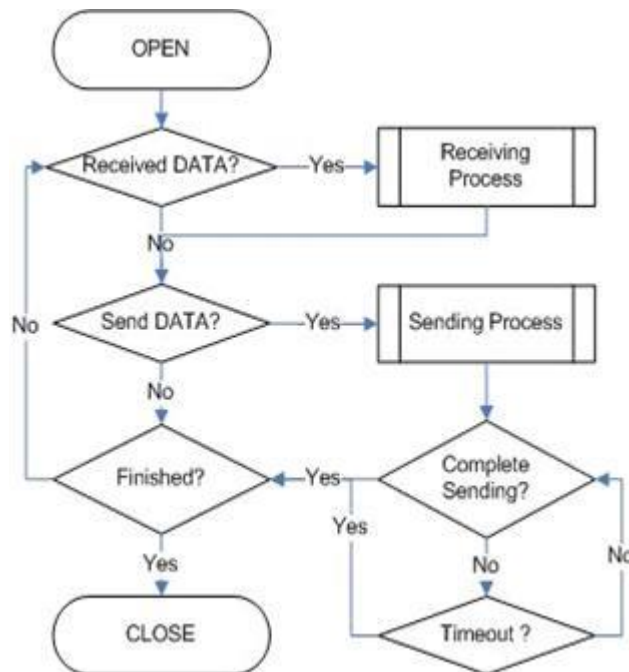 OPEN
Received DATA?
Yes
Receiving
Process
No
Send DATA?
Yes
Sending Process
No
No
Finished?
Yes
Complete
Sending?
Yes
No
No
Yes
CLOSE
Timeout ?